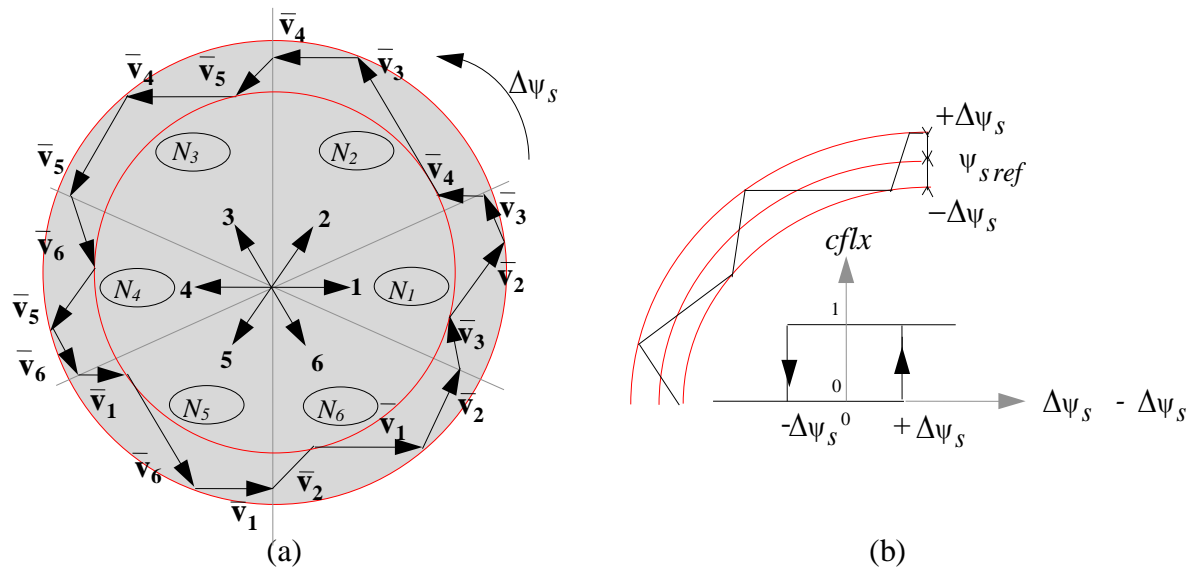 v̅₄
v̅₄
v̅₅
v̅₃
Δψₛ
N₃
N₂
v̅₅
v̅₄
v̅₃
3
2
v̅₆
v̅₂
N₄
4
1
N₁
v̅₅
v̅₃
v̅₆
5
6
v̅₁
N₅
N₆
v̅₁
v̅₂
v̅₆
v̅₂
v̅₁
(a)
+Δψₛ
ψₛ ref
−Δψₛ
cflx
1
0
-Δψₛ
0
+Δψₛ
Δψₛ - Δψₛ
(b)